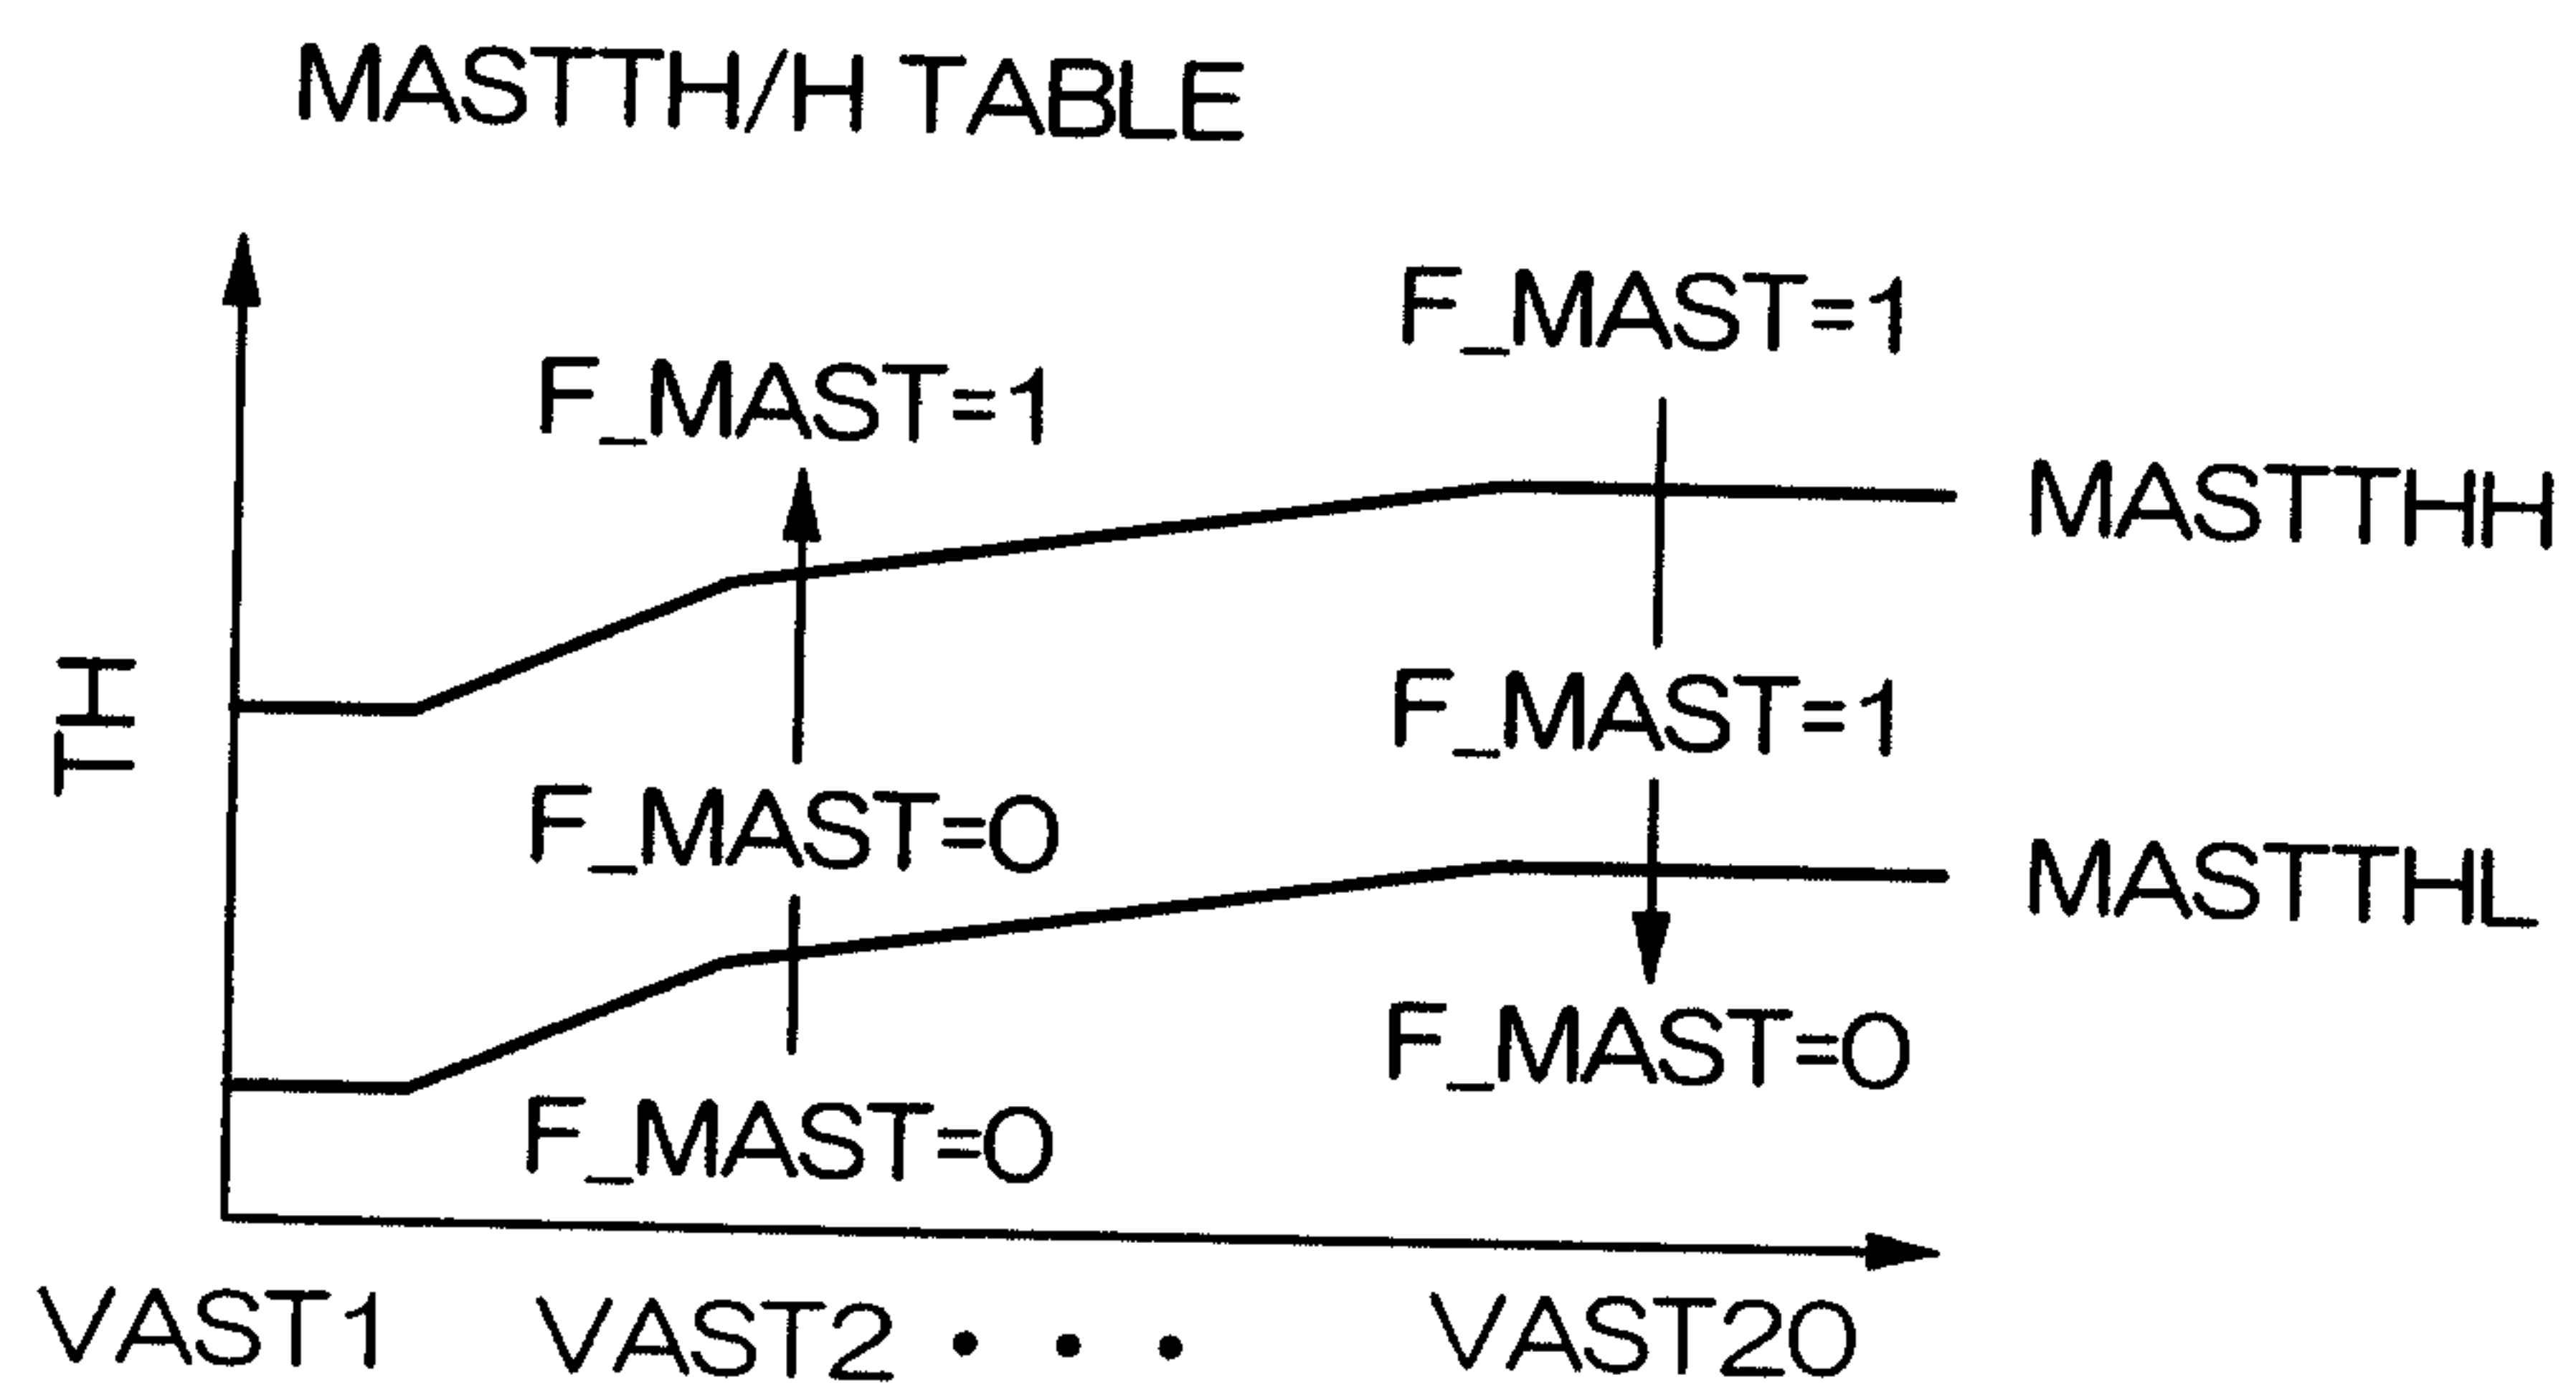 MASTTH/H TABLE
F_MAST=1
F_MAST=1
MASTTHH
TH
F_MAST=1
F_MAST=0
MASTTHL
F_MAST=0
F_MAST=0
VAST1 VAST2 • • • VAST20